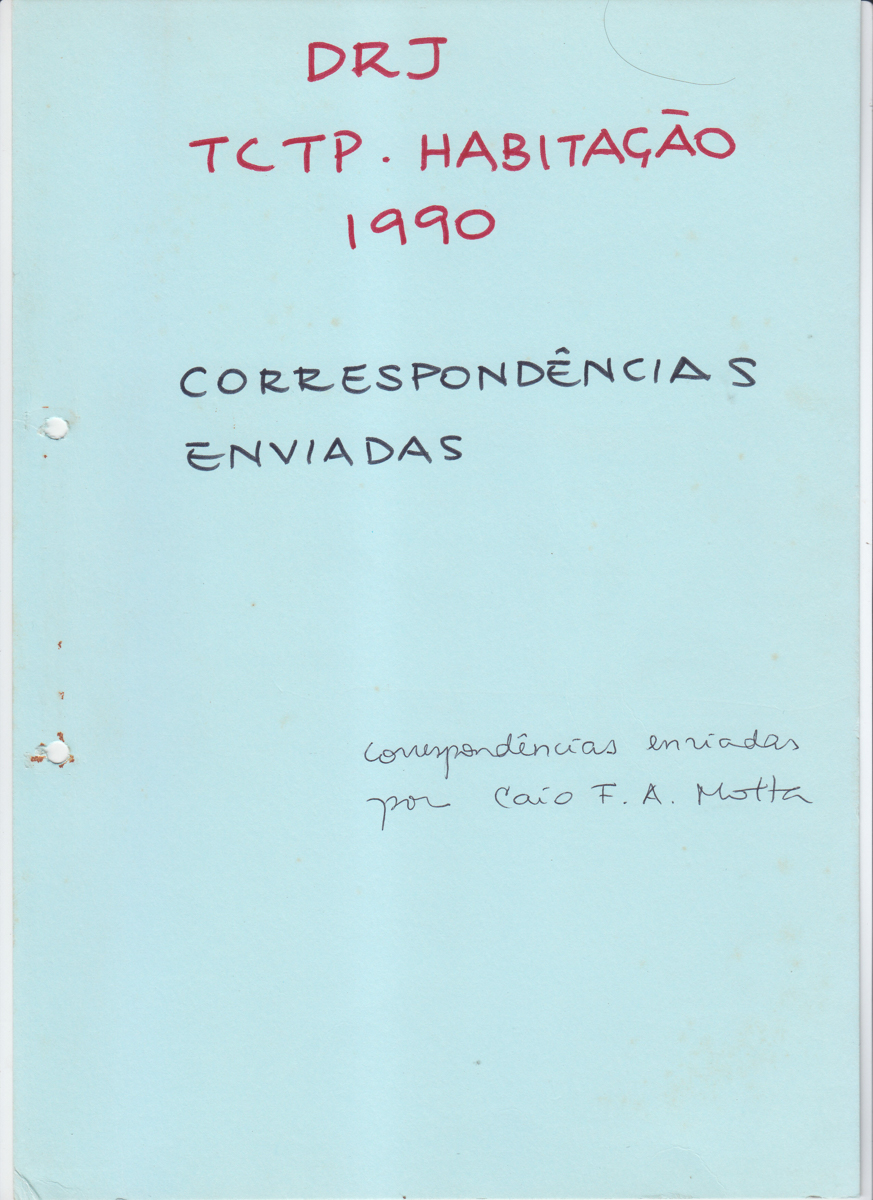 DRJ
TCTP. HABITAÇÃO
1990
CORRESPONDÊNCIAS
ENVIADAS
correspondências enviadas
por Caio F. A. Motta